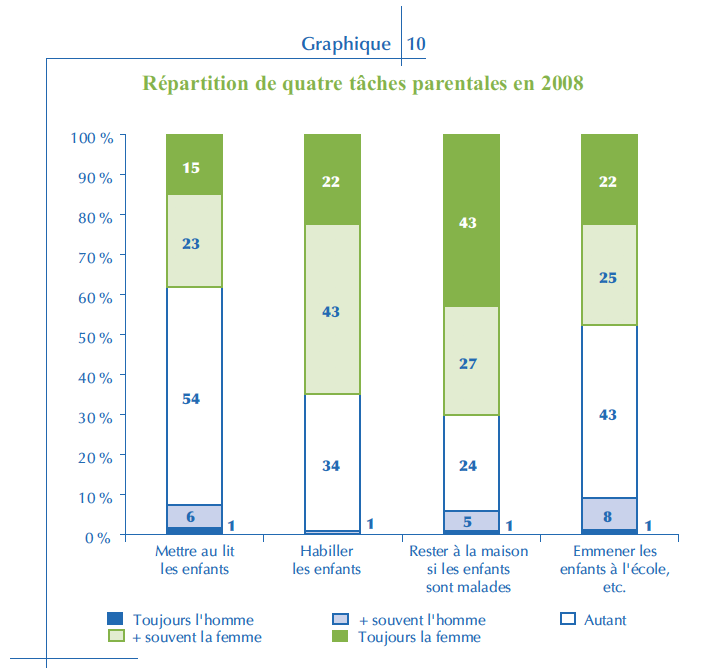 Graphique 10
Répartition de quatre tâches parentales en 2008
100 %
90 %
80 %
70 %
60 %
50 %
40 %
30 %
20 %
10 %
0 %
15
23
54
6
1
22
43
34
1
43
27
24
5
1
22
25
43
8
1
Mettre au lit
les enfants
Habiller
les enfants
Rester à la maison
si les enfants
sont malades
Emmener les
enfants à l'école,
etc.
Toujours l'homme
+ souvent l'homme
Autant
+ souvent la femme
Toujours la femme